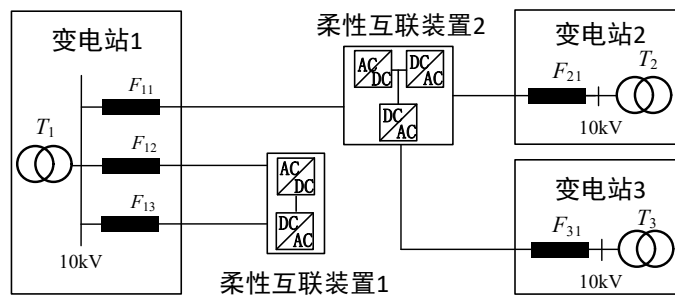 变电站1
T1
10kV
F11
F12
F13
AC
DC
DC
AC
柔性互联装置1
柔性互联装置2
AC
DC
DC
AC
DC
AC
变电站2
F21
T2
10kV
变电站3
F31
T3
10kV